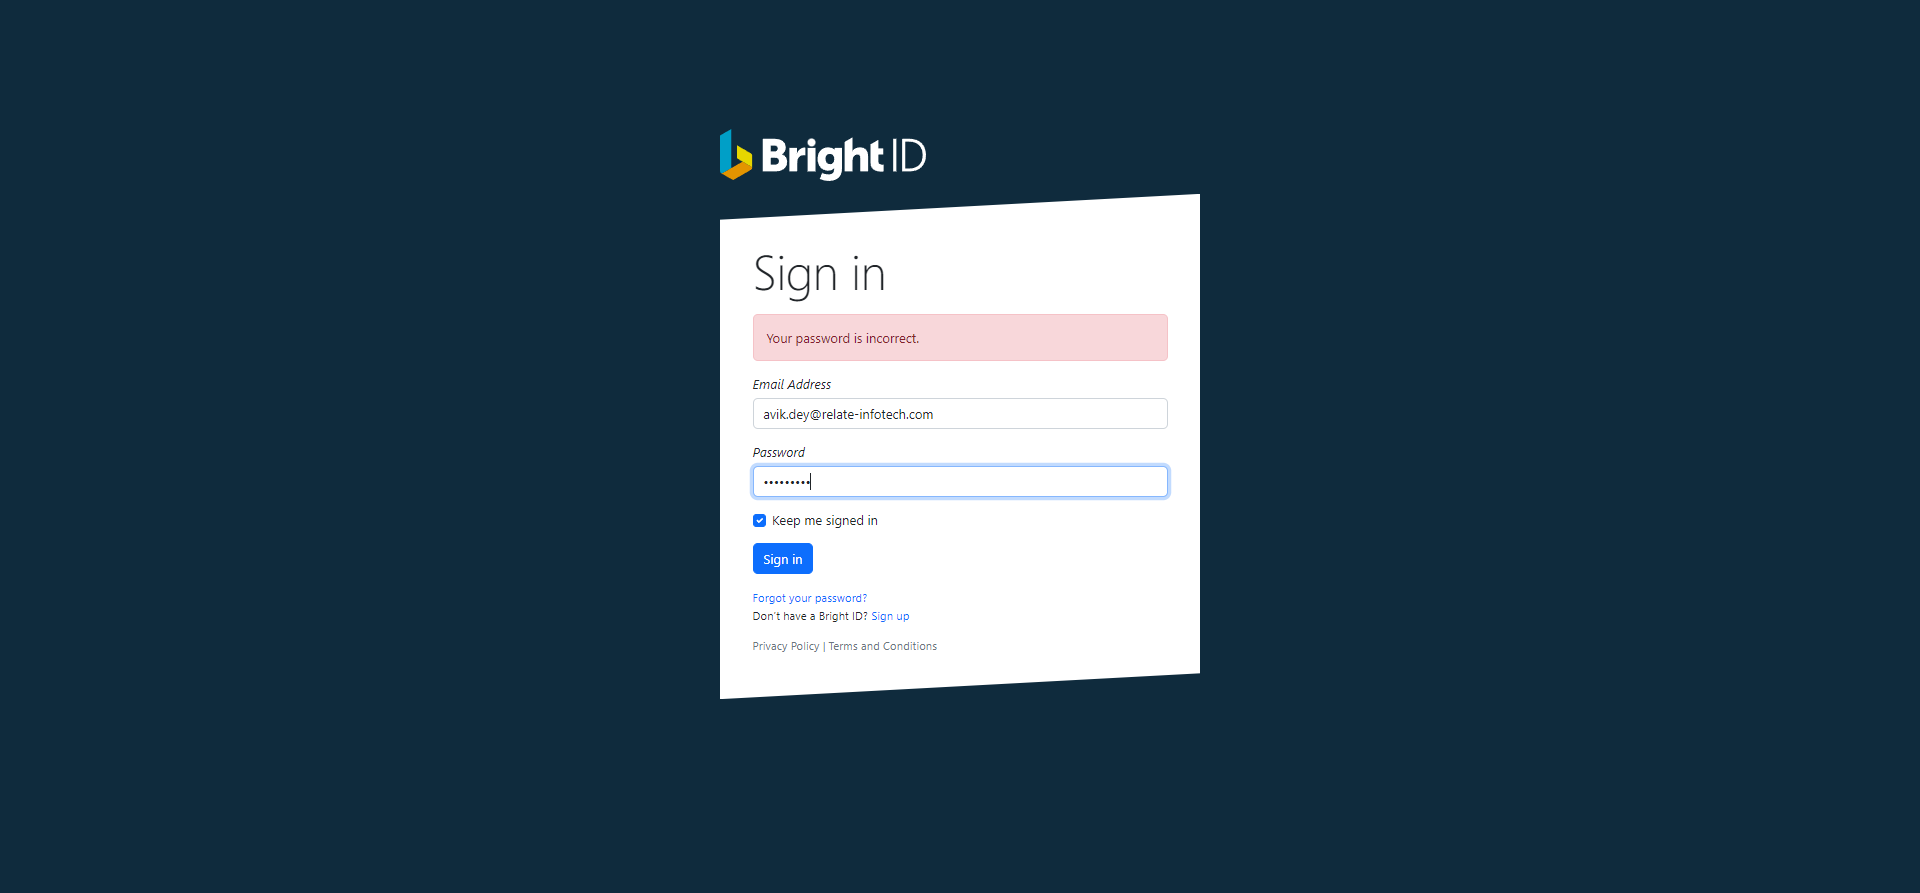 Bright ID
Sign in
Your password is incorrect.
Email Address
avik.dey@relate-infotech.com
Password
•••••••••
Keep me signed in
Sign in
Forgot your password?
Don't have a Bright ID? Sign up
Privacy Policy | Terms and Conditions